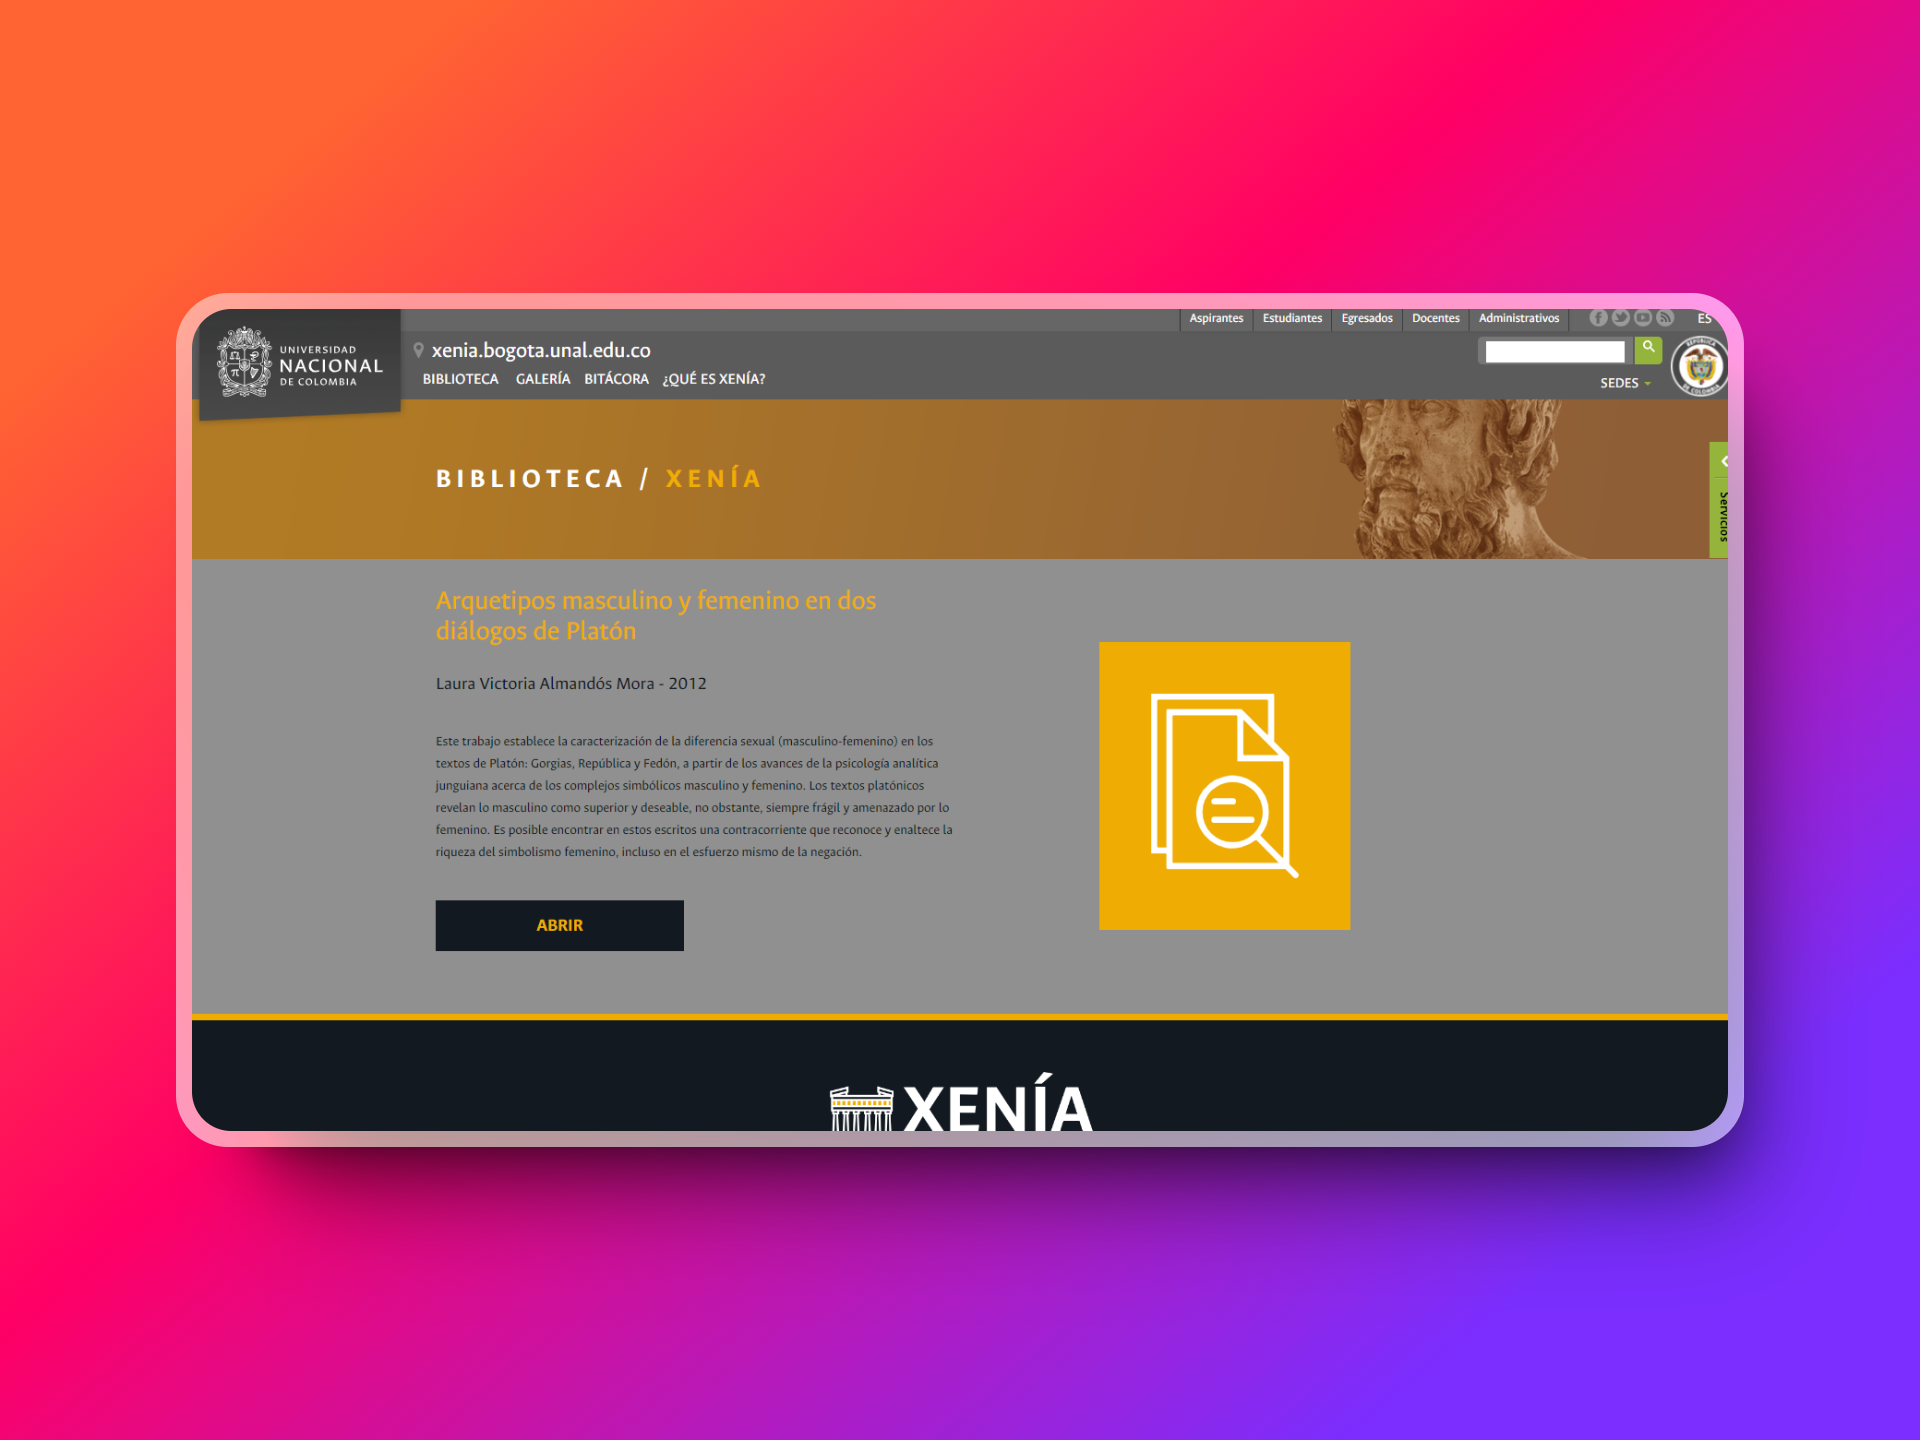 Aspirantes Estudiantes Egresados Docentes Administrativos ES
UNIVERSIDAD
NACIONAL
DE COLOMBIA
xenia.bogota.unal.edu.co
BIBLIOTECA GALERÍA BITÁCORA ¿QUÉ ES XENÍA?
SEDES
BIBLIOTECA / XENÍA
Servicios
Arquetipos masculino y femenino en dos
diálogos de Platón
Laura Victoria Almandós Mora - 2012
Este trabajo establece la caracterización de la diferencia sexual (masculino-femenino) en los
textos de Platón: Gorgias, República y Fedón, a partir de los avances de la psicología analítica
junguiana acerca de los complejos simbólicos masculino y femenino. Los textos platónicos
revelan lo masculino como superior y deseable, no obstante, siempre frágil y amenazado por lo
femenino. Es posible encontrar en estos escritos una contracorriente que reconoce y enaltece la
riqueza del simbolismo femenino, incluso en el esfuerzo mismo de la negación.
ABRIR
XENÍA